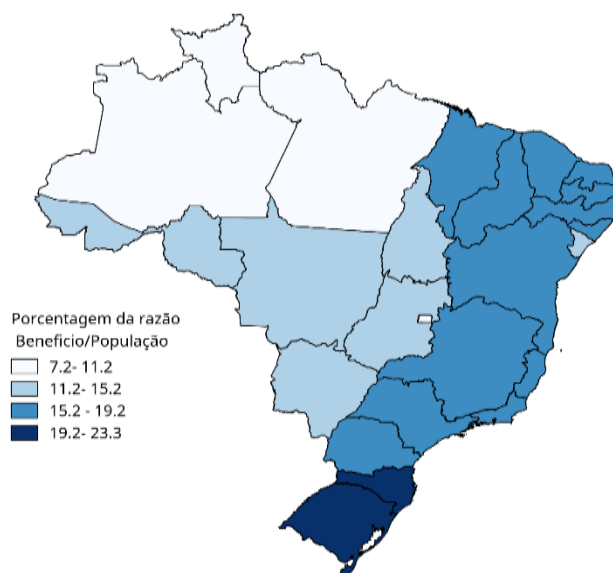 Porcentagem da razão
Beneficio/População
7.2- 11.2
11.2- 15.2
15.2 - 19.2
19.2- 23.3